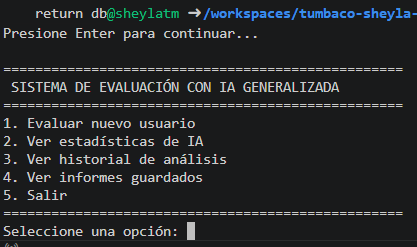 return db@sheylatm ➜/workspaces/tumbaco-sheyla-
Presione Enter para continuar...
==================================================
SISTEMA DE EVALUACIÓN CON IA GENERALIZADA
==================================================
1. Evaluar nuevo usuario
2. Ver estadísticas de IA
3. Ver historial de análisis
4. Ver informes guardados
5. Salir
==================================================
Seleccione una opción: